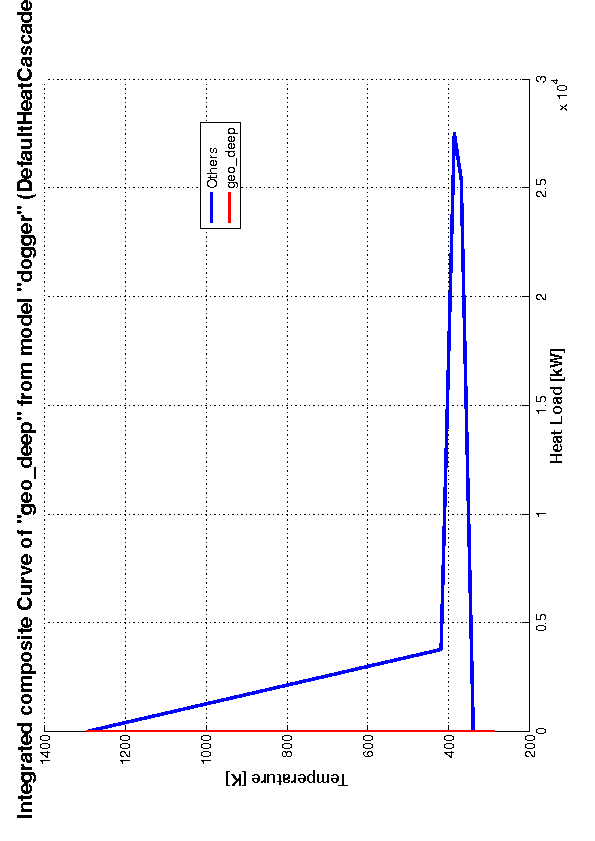 Integrated composite Curve of "geo_deep" from model "dogger" (DefaultHeatCascade
1400
1200
1000
800
600
400
200
Temperature [K]
Others
geo_deep
0
0.5
1
1.5
2
2.5
3
x 10^4
Heat Load [kW]